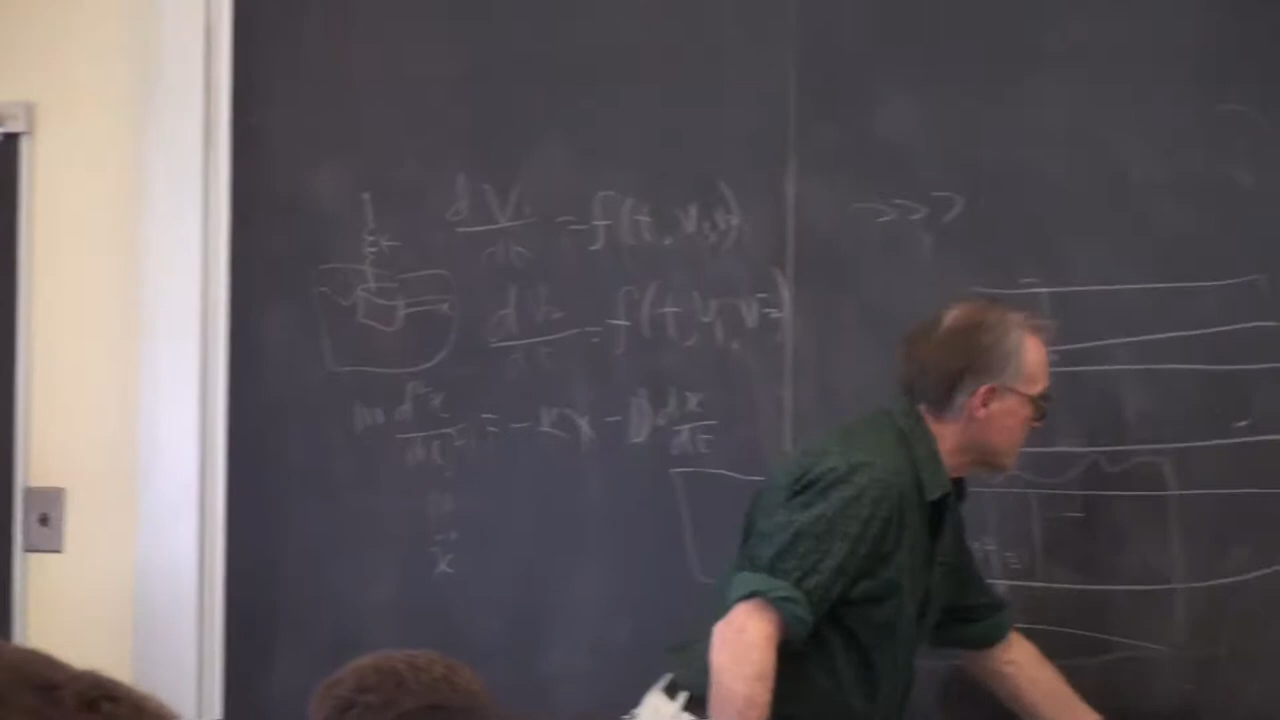 dV₁/dt = f(t, V₁, V₂)
>>>
dV₂/dt = f(t, V₁, V₂)
m d²x/dt² = -Kx - D dx/dt
ẍ